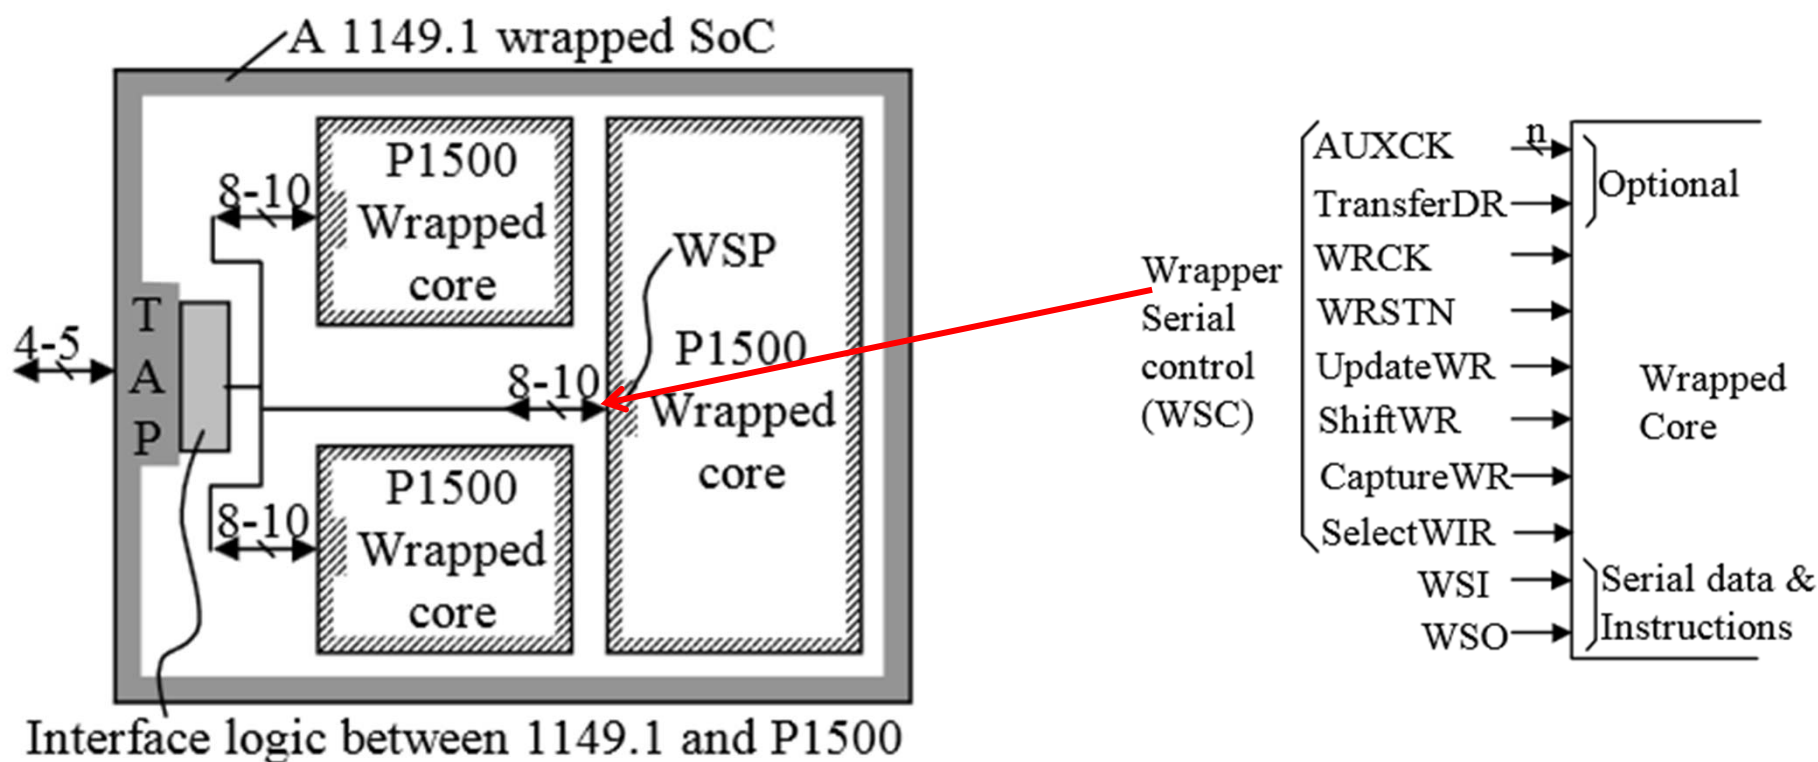 A 1149.1 wrapped SoC
P1500
Wrapped
core
8-10
WSP
P1500
Wrapped
core
8-10
T
A
P
4-5
P1500
Wrapped
core
8-10
Interface logic between 1149.1 and P1500
Wrapper
Serial
control
(WSC)
AUXCK
n
TransferDR
Optional
WRCK
WRSTN
UpdateWR
ShiftWR
CaptureWR
SelectWIR
WSI
WSO
Wrapped
Core
Serial data &
Instructions